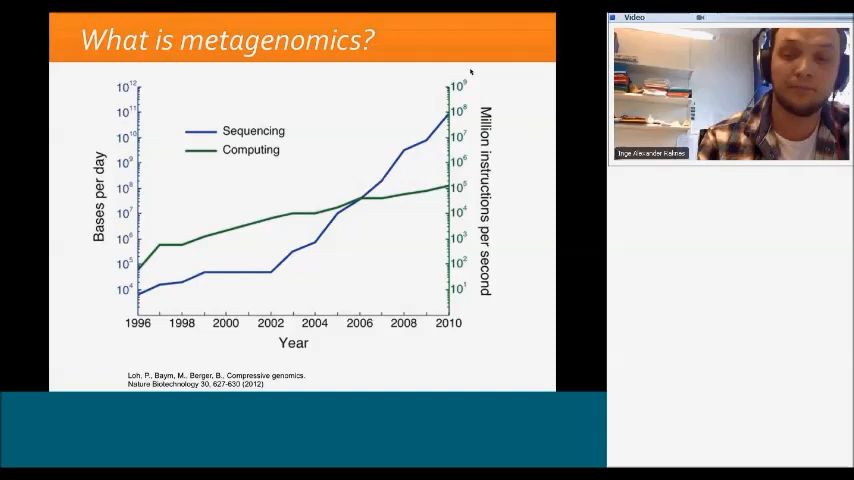 What is metagenomics?
Video
Inge Alexander Raknes
10¹²
10¹¹
10¹⁰
10⁹
10⁸
10⁷
10⁶
10⁵
10⁴
Bases per day
Sequencing
Computing
10⁹
10⁸
10⁷
10⁶
10⁵
10⁴
10³
10²
10¹
Million instructions per second
1996 1998 2000 2002 2004 2006 2008 2010
Year
Loh, P., Baym, M., Berger, B., Compressive genomics.
Nature Biotechnology 30, 627-630 (2012)